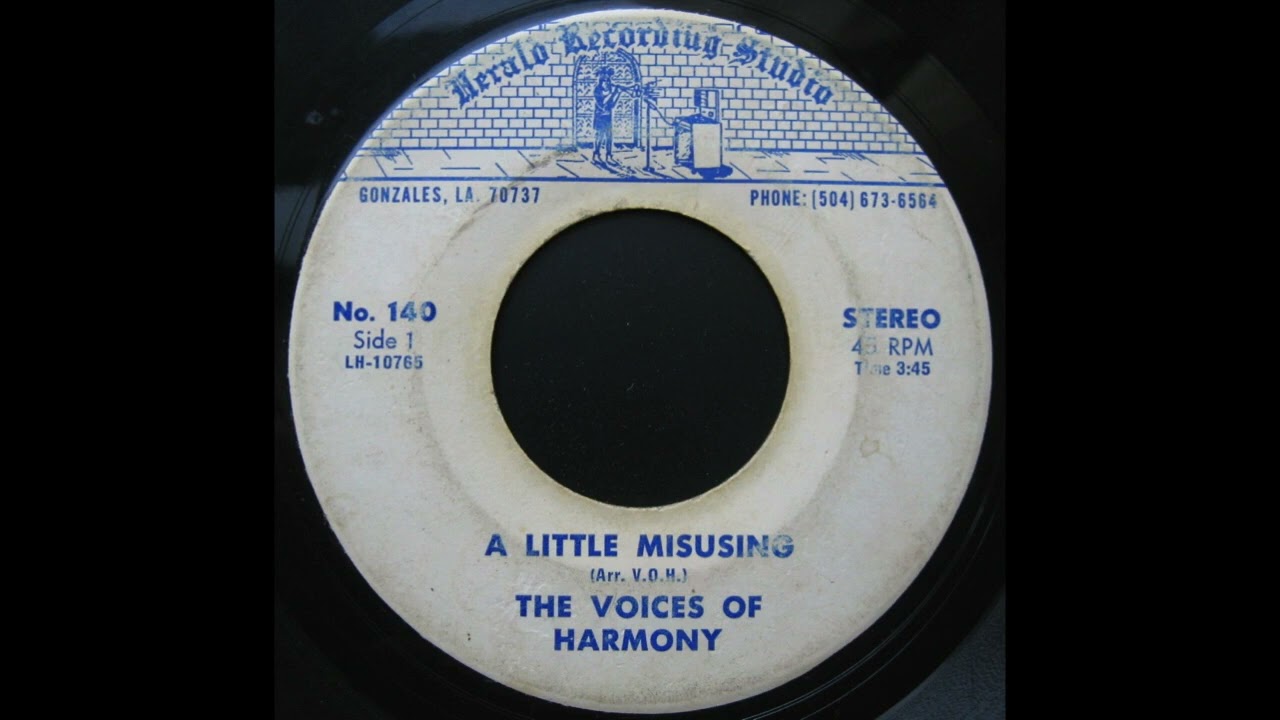 Herald Recording Studio
GONZALES, LA. 70737
PHONE: (504) 673-6564
No. 140
Side 1
LH-10765
STEREO
45 RPM
Time 3:45
A LITTLE MISUSING
(Arr. V.O.H.)
THE VOICES OF
HARMONY